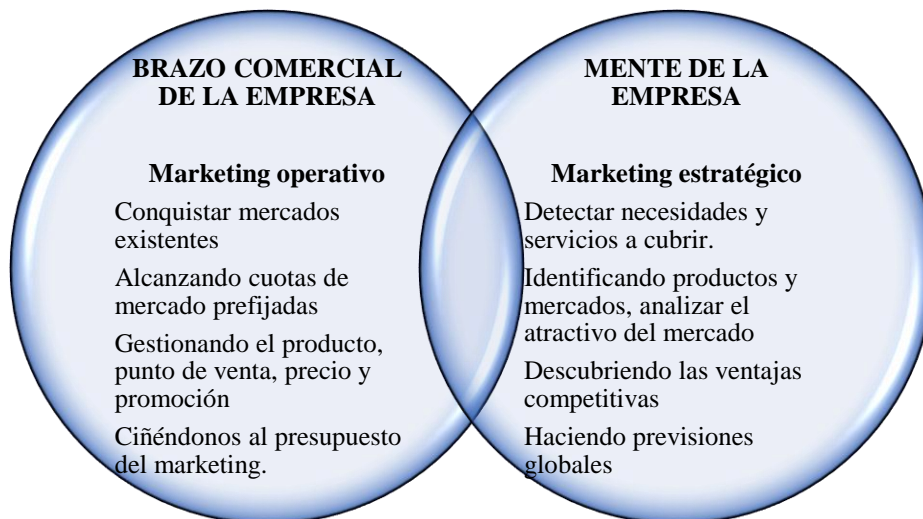 BRAZO COMERCIAL
DE LA EMPRESA
Marketing operativo
Conquistar mercados
existentes
Alcanzando cuotas de
mercado prefijadas
Gestionando el producto,
punto de venta, precio y
promoción
Ciñéndonos al presupuesto
del marketing.
MENTE DE LA
EMPRESA
Marketing estratégico
Detectar necesidades y
servicios a cubrir.
Identificando productos y
mercados, analizar el
atractivo del mercado
Descubriendo las ventajas
competitivas
Haciendo previsiones
globales